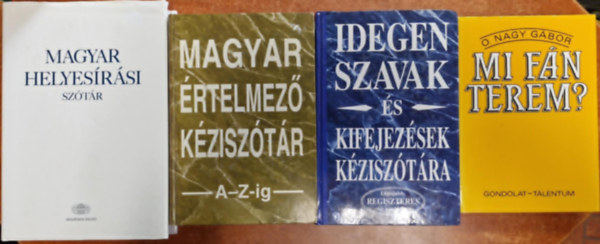 MAGYAR
HELYESÍRÁSI
SZÓTÁR
MAGYAR
ÉRTELMEZŐ
KÉZISZÓTÁR
A–Z-ig
IDEGEN
SZAVAK
ÉS
KIFEJEZÉSEK
KÉZISZÓTÁRA
REGISZTERES
O. NAGY GÁBOR
MI FÁN
TEREM?
GONDOLAT–TALENTUM